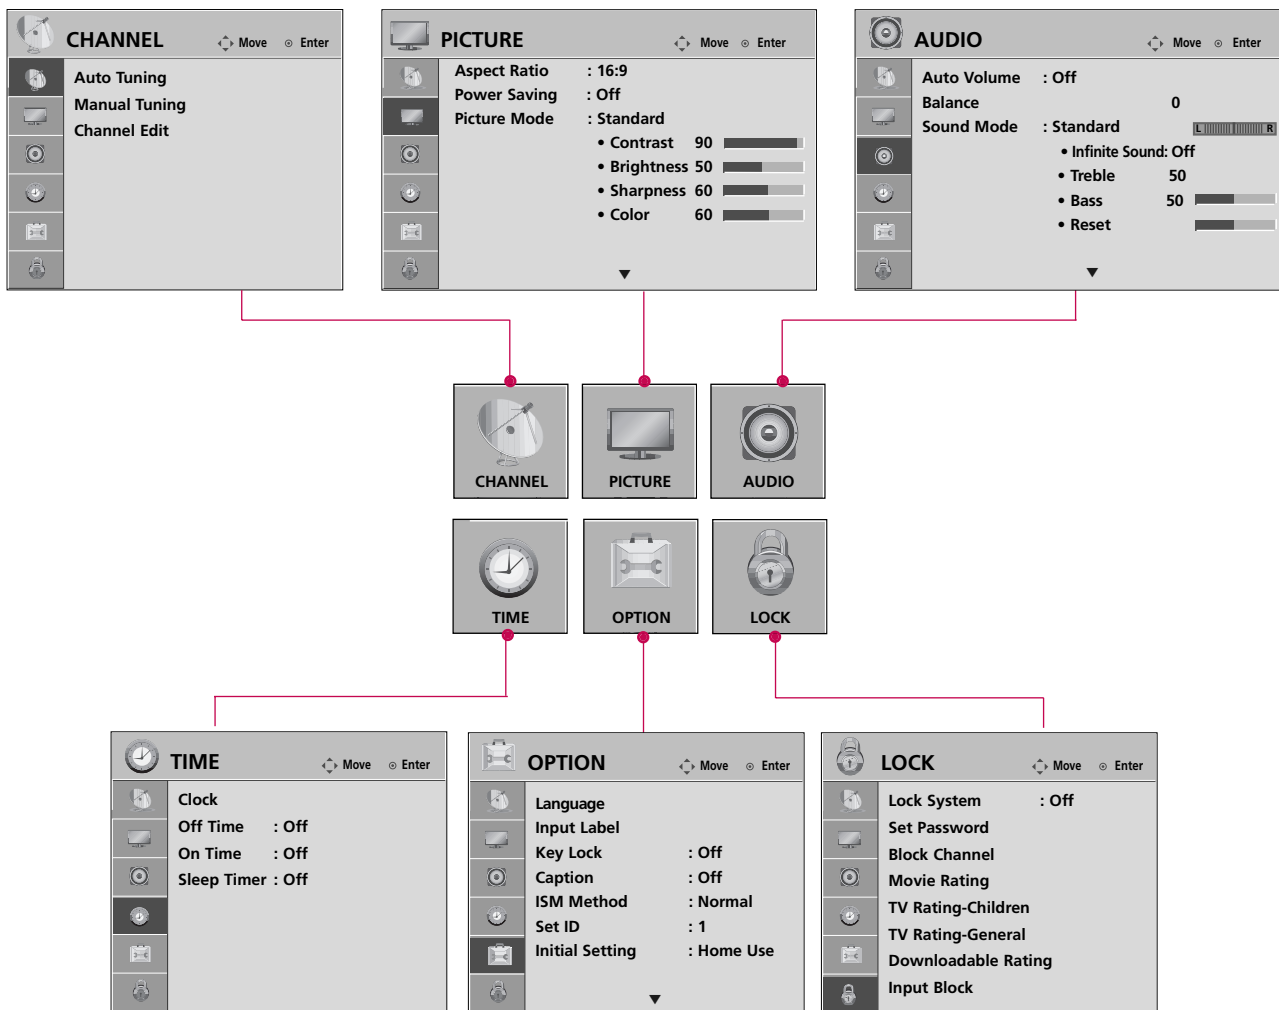 CHANNEL Move Enter
Auto Tuning
Manual Tuning
Channel Edit
PICTURE Move Enter
Aspect Ratio : 16:9
Power Saving : Off
Picture Mode : Standard
• Contrast 90
• Brightness 50
• Sharpness 60
• Color 60
AUDIO Move Enter
Auto Volume : Off
Balance 0
Sound Mode : Standard L R
• Infinite Sound: Off
• Treble 50
• Bass 50
• Reset
CHANNEL
PICTURE
AUDIO
TIME
OPTION
LOCK
TIME Move Enter
Clock
Off Time : Off
On Time : Off
Sleep Timer : Off
OPTION Move Enter
Language
Input Label
Key Lock : Off
Caption : Off
ISM Method : Normal
Set ID : 1
Initial Setting : Home Use
LOCK Move Enter
Lock System : Off
Set Password
Block Channel
Movie Rating
TV Rating-Children
TV Rating-General
Downloadable Rating
Input Block